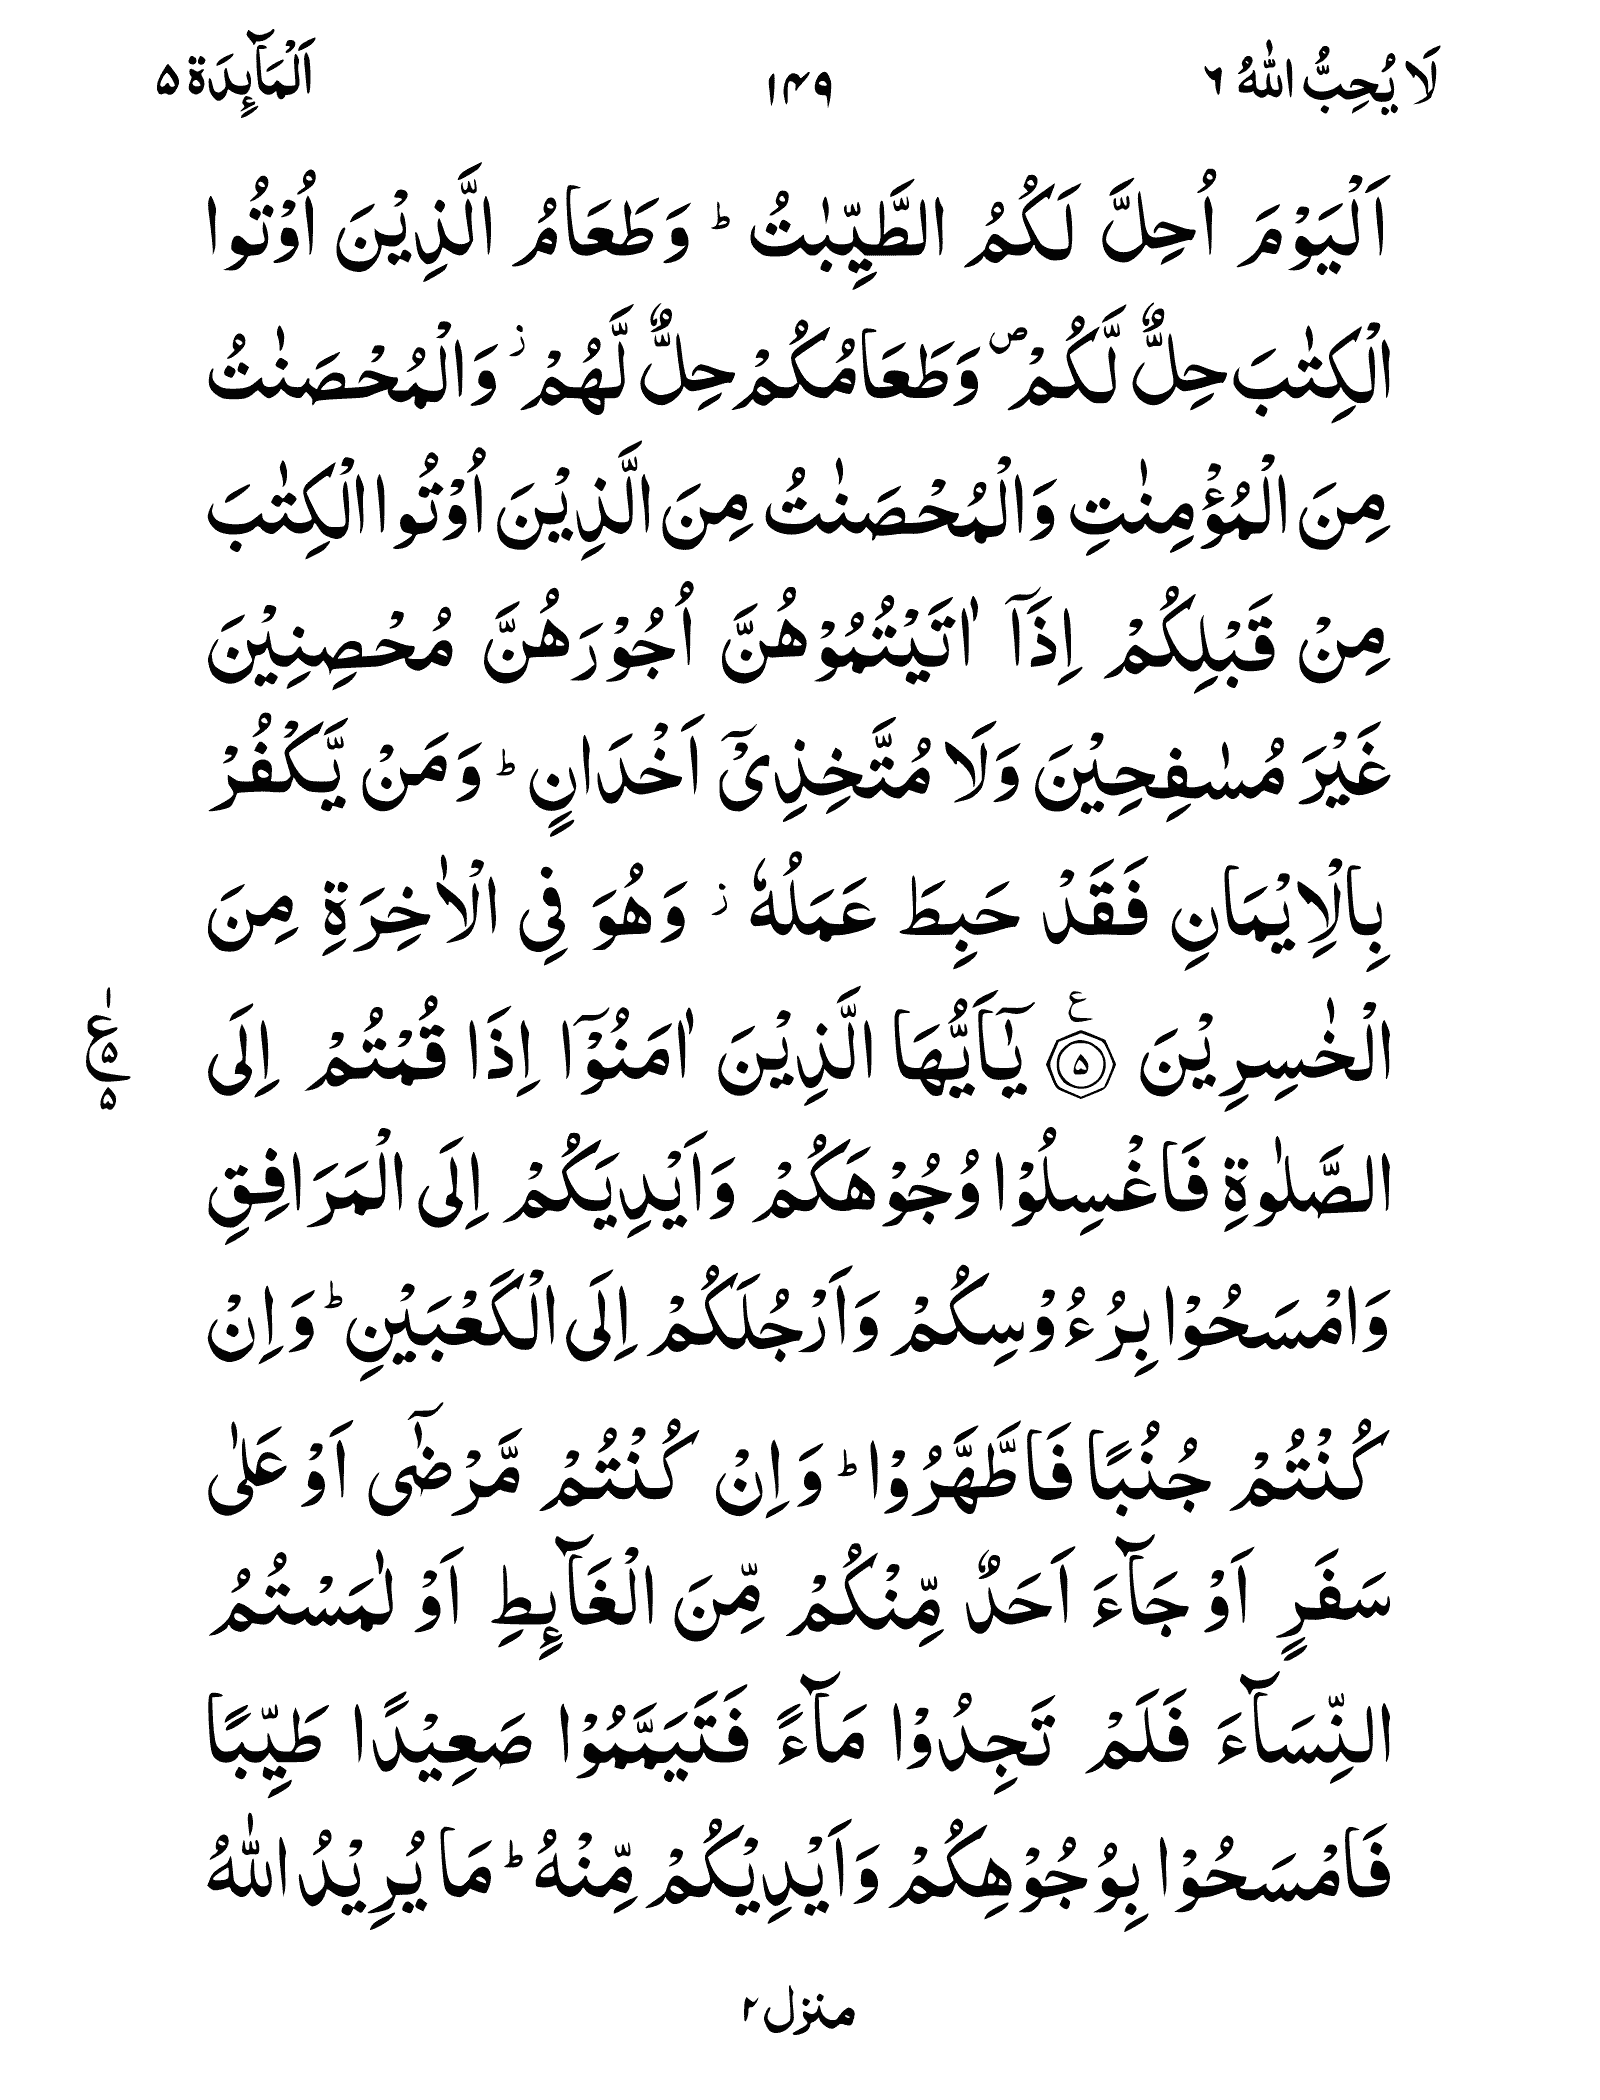 لَا يُحِبُّ اللّٰهُ ٦ ١٤٩ اَلْمَآئِدَة ٥
اَلْيَوْمَ اُحِلَّ لَكُمُ الطَّيِّبٰتُ ؕ وَطَعَامُ الَّذِيْنَ اُوْتُوا
الْكِتٰبَ حِلٌّ لَّكُمْ ۪ وَطَعَامُكُمْ حِلٌّ لَّهُمْ ؗ وَالْمُحْصَنٰتُ
مِنَ الْمُؤْمِنٰتِ وَالْمُحْصَنٰتُ مِنَ الَّذِيْنَ اُوْتُوا الْكِتٰبَ
مِنْ قَبْلِكُمْ اِذَاۤ اٰتَيْتُمُوْهُنَّ اُجُوْرَهُنَّ مُحْصِنِيْنَ
غَيْرَ مُسٰفِحِيْنَ وَلَا مُتَّخِذِيْۤ اَخْدَانٍ ؕ وَمَنْ يَّكْفُرْ
بِالْاِيْمَانِ فَقَدْ حَبِطَ عَمَلُهٗ ؗ وَهُوَ فِي الْاٰخِرَةِ مِنَ
الْخٰسِرِيْنَ ۟ع ۝٥ يٰۤاَيُّهَا الَّذِيْنَ اٰمَنُوْۤا اِذَا قُمْتُمْ اِلَى
ع ٥ ٥
الصَّلٰوةِ فَاغْسِلُوْا وُجُوْهَكُمْ وَاَيْدِيَكُمْ اِلَى الْمَرَافِقِ
وَامْسَحُوْا بِرُءُوْسِكُمْ وَاَرْجُلَكُمْ اِلَى الْكَعْبَيْنِ ؕ وَاِنْ
كُنْتُمْ جُنُبًا فَاطَّهَّرُوْا ؕ وَاِنْ كُنْتُمْ مَّرْضٰۤى اَوْ عَلٰى
سَفَرٍ اَوْ جَآءَ اَحَدٌ مِّنْكُمْ مِّنَ الْغَآئِطِ اَوْ لٰمَسْتُمُ
النِّسَآءَ فَلَمْ تَجِدُوْا مَآءً فَتَيَمَّمُوْا صَعِيْدًا طَيِّبًا
فَامْسَحُوْا بِوُجُوْهِكُمْ وَاَيْدِيْكُمْ مِّنْهُ ؕ مَا يُرِيْدُ اللّٰهُ
منزل ٢